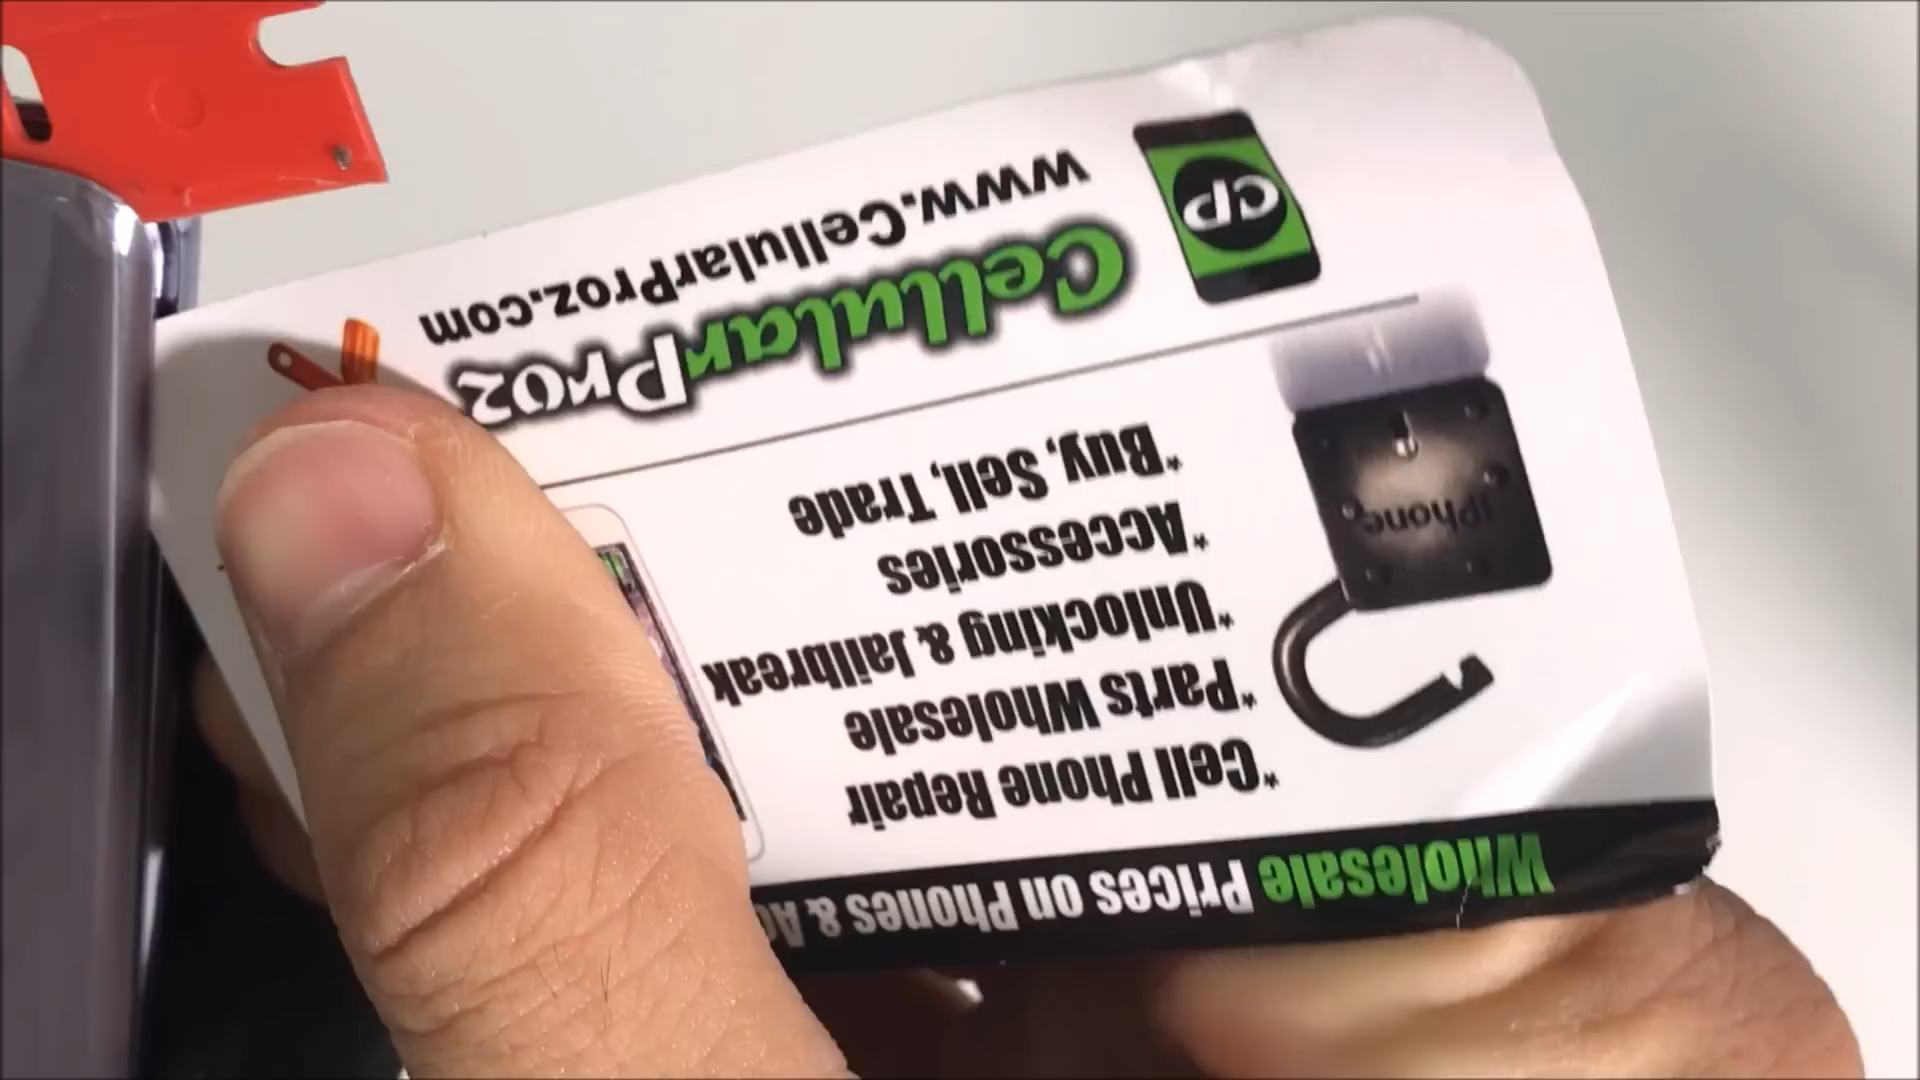 Wholesale Prices on Phones &
*Cell Phone Repair
*Parts Wholesale
*Unlocking & Jailbreak
*Accessories
*Buy, Sell, Trade
iPhone
CellularProz
www.CellularProz.com
CP